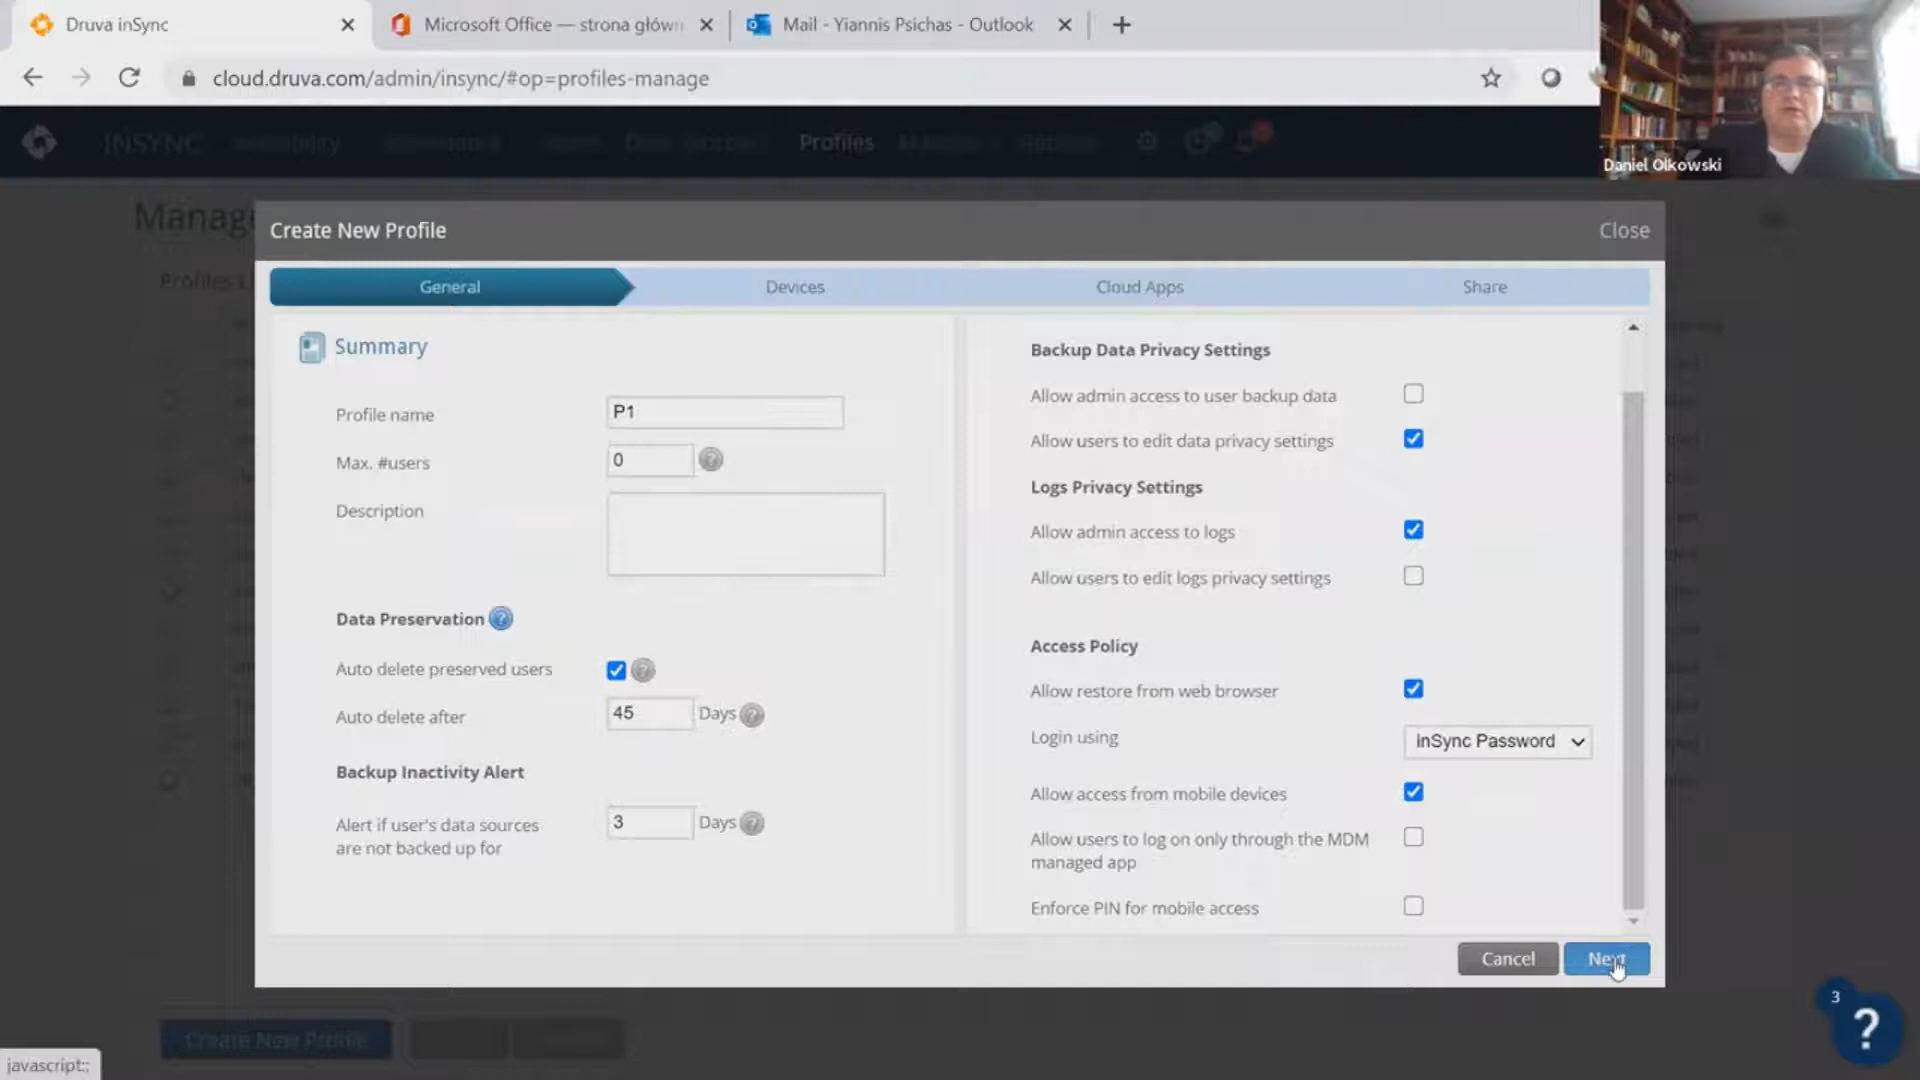 Druva inSync
Microsoft Office — strona główn
Mail - Yiannis Psichas - Outlook
cloud.druva.com/admin/insync/#op=profiles-manage
INSYNC
Profiles
Daniel Olkowski
Manage
Profiles Li
Create New Profile
Close
General
Devices
Cloud Apps
Share
Summary
Profile name
P1
Max. #users
0
Description
Data Preservation
Auto delete preserved users
Auto delete after
45
Days
Backup Inactivity Alert
Alert if user's data sources
are not backed up for
3
Days
Backup Data Privacy Settings
Allow admin access to user backup data
Allow users to edit data privacy settings
Logs Privacy Settings
Allow admin access to logs
Allow users to edit logs privacy settings
Access Policy
Allow restore from web browser
Login using
inSync Password
Allow access from mobile devices
Allow users to log on only through the MDM
managed app
Enforce PIN for mobile access
Cancel
Next
Create New Profile
3
?
javascript:;